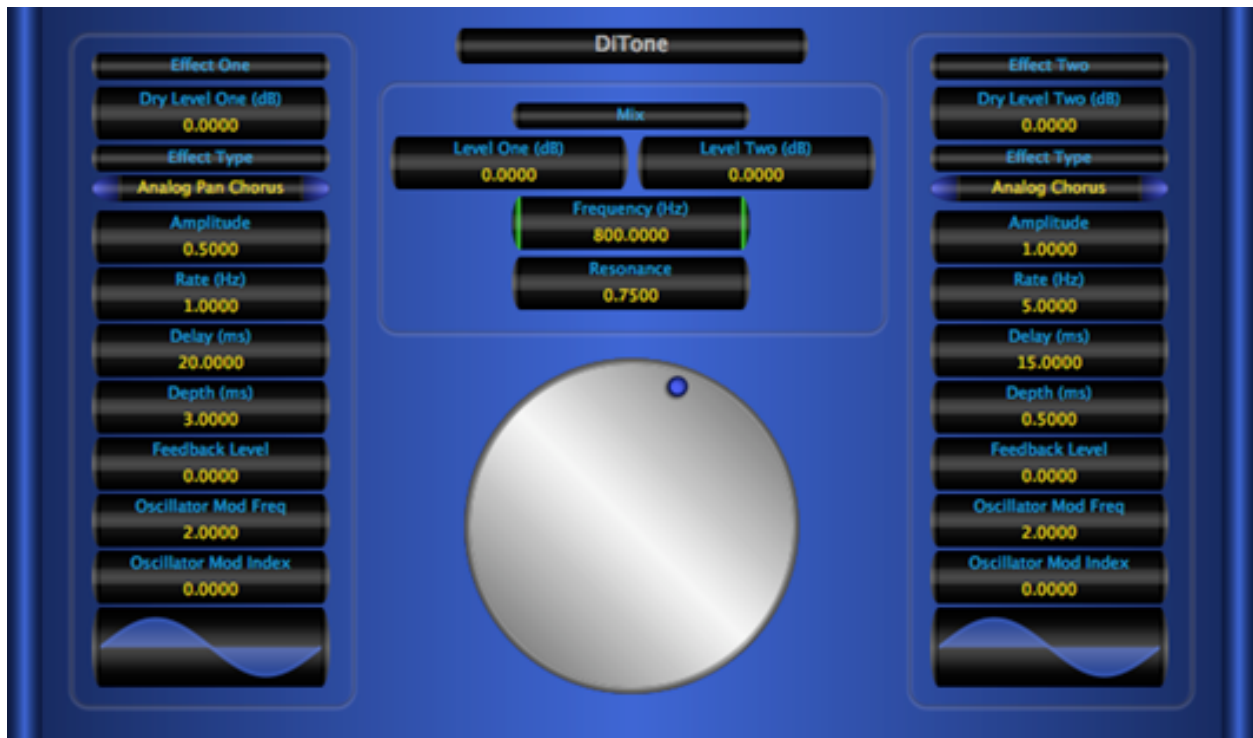 DiTone
Effect One
Dry Level One (dB)
0.0000
Effect Type
Analog Pan Chorus
Amplitude
0.5000
Rate (Hz)
1.0000
Delay (ms)
20.0000
Depth (ms)
3.0000
Feedback Level
0.0000
Oscillator Mod Freq
2.0000
Oscillator Mod Index
0.0000
Mix
Level One (dB)
0.0000
Level Two (dB)
0.0000
Frequency (Hz)
800.0000
Resonance
0.7500
Effect Two
Dry Level Two (dB)
0.0000
Effect Type
Analog Chorus
Amplitude
1.0000
Rate (Hz)
5.0000
Delay (ms)
15.0000
Depth (ms)
0.5000
Feedback Level
0.0000
Oscillator Mod Freq
2.0000
Oscillator Mod Index
0.0000